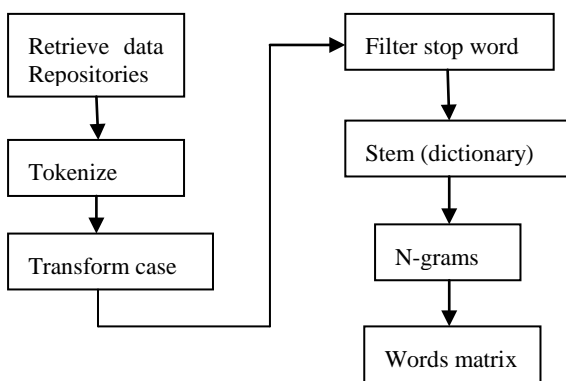 Retrieve data
Repositories
Tokenize
Transform case
Filter stop word
Stem (dictionary)
N-grams
Words matrix